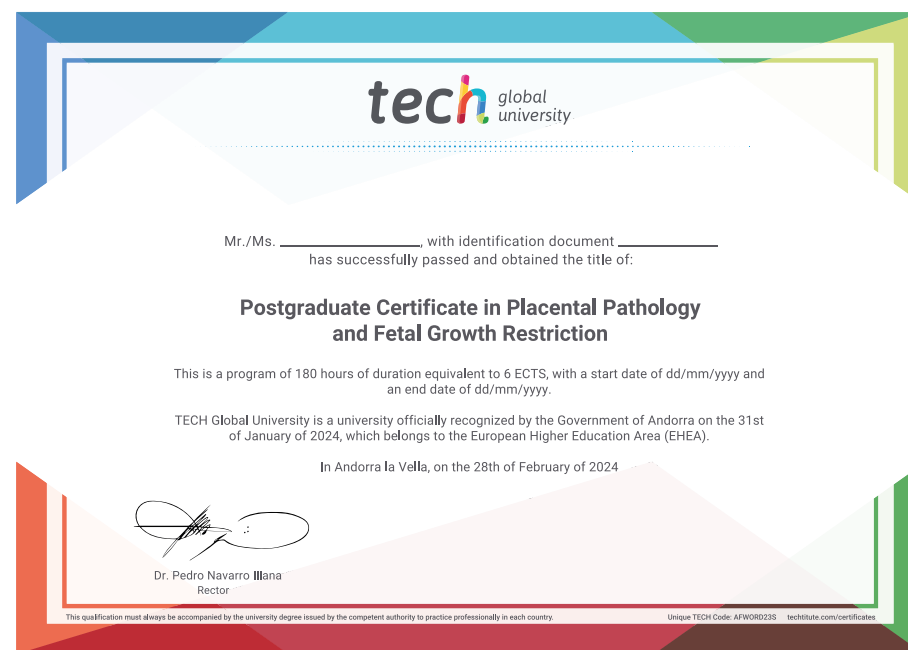 tech global university
Mr./Ms. ____________________, with identification document ______________
has successfully passed and obtained the title of:
Postgraduate Certificate in Placental Pathology
and Fetal Growth Restriction
This is a program of 180 hours of duration equivalent to 6 ECTS, with a start date of dd/mm/yyyy and
an end date of dd/mm/yyyy.
TECH Global University is a university officially recognized by the Government of Andorra on the 31st
of January of 2024, which belongs to the European Higher Education Area (EHEA).
In Andorra la Vella, on the 28th of February of 2024
Dr. Pedro Navarro Illana
Rector
This qualification must always be accompanied by the university degree issued by the competent authority to practice professionally in each country.
Unique TECH Code: AFWORD23S techtitute.com/certificates